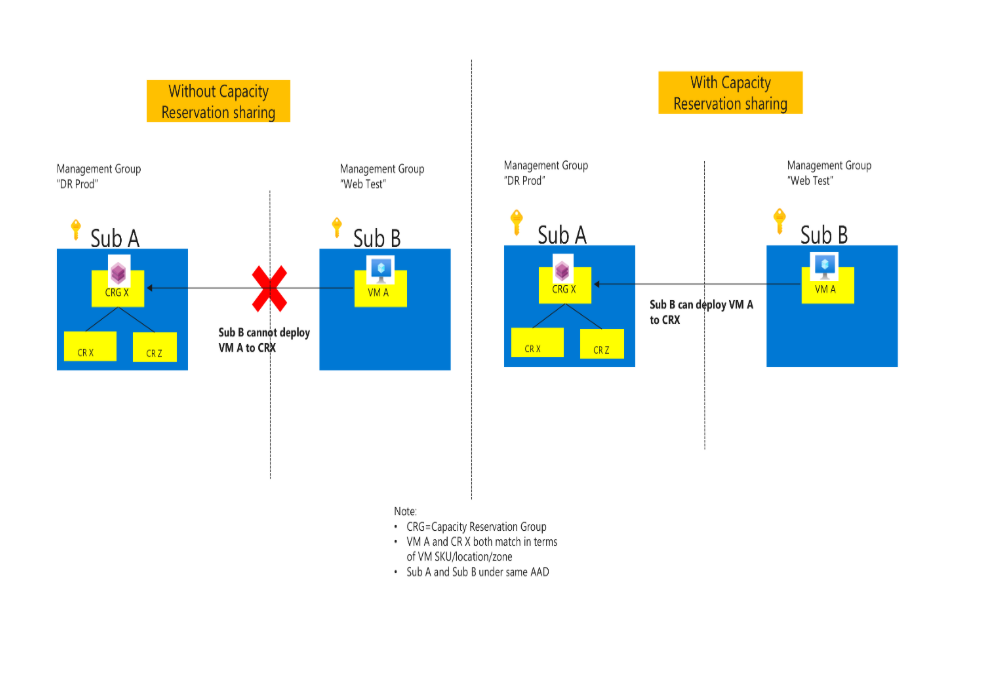 Without Capacity
Reservation sharing
Management Group
"DR Prod"
Management Group
"Web Test"
Sub A
Sub B
CRG X
VM A
Sub B cannot deploy
VM A to CRX
CR X
CR Z
With Capacity
Reservation sharing
Management Group
"DR Prod"
Management Group
"Web Test"
Sub A
Sub B
CRG X
VM A
Sub B can deploy VM A
to CRX
CR X
CR Z
Note:
• CRG=Capacity Reservation Group
• VM A and CR X both match in terms
of VM SKU/location/zone
• Sub A and Sub B under same AAD